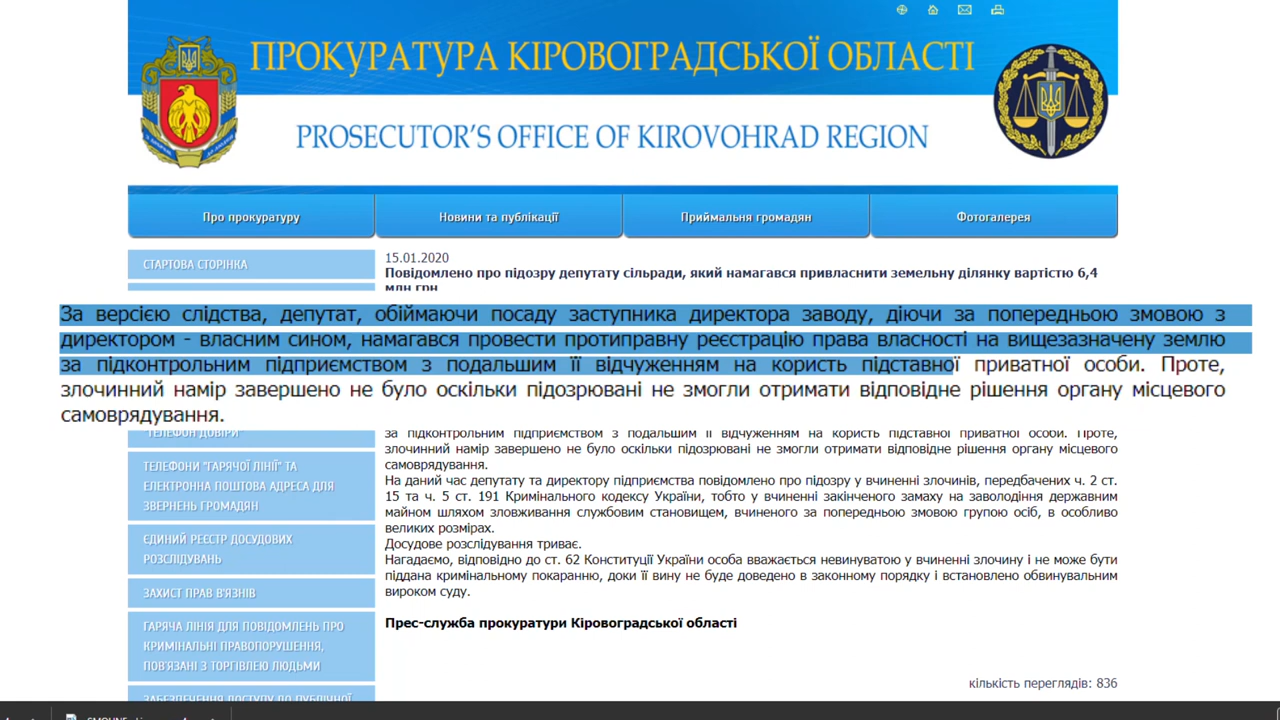 ПРОКУРАТУРА КІРОВОГРАДСЬКОЇ ОБЛАСТІ
PROSECUTOR'S OFFICE OF KIROVOHRAD REGION
Про прокуратуру
Новини та публікації
Приймальня громадян
Фотогалерея
СТАРТОВА СТОРІНКА
15.01.2020
Повідомлено про підозру депутату сільради, який намагався привласнити земельну ділянку вартістю 6,4
млн грн
За версією слідства, депутат, обіймаючи посаду заступника директора заводу, діючи за попередньою змовою з
директором - власним сином, намагався провести протиправну реєстрацію права власності на вищезазначену землю
за підконтрольним підприємством з подальшим її відчуженням на користь підставної приватної особи. Проте,
злочинний намір завершено не було оскільки підозрювані не змогли отримати відповідне рішення органу місцевого
самоврядування.
"ТЕЛЕФОН ДОВІРИ"
ТЕЛЕФОНИ "ГАРЯЧОЇ ЛІНІЇ" ТА
ЕЛЕКТРОННА ПОШТОВА АДРЕСА ДЛЯ
ЗВЕРНЕНЬ ГРОМАДЯН
ЄДИНИЙ РЕЄСТР ДОСУДОВИХ
РОЗСЛІДУВАНЬ
ЗАХИСТ ПРАВ В'ЯЗНІВ
ГАРЯЧА ЛІНІЯ ДЛЯ ПОВІДОМЛЕНЬ ПРО
КРИМІНАЛЬНІ ПРАВОПОРУШЕННЯ,
ПОВ'ЯЗАНІ З ТОРГІВЛЕЮ ЛЮДЬМИ
ЗАБЕЗПЕЧЕННЯ ДОСТУПУ ДО ПУБЛІЧНОЇ
за підконтрольним підприємством з подальшим її відчуженням на користь підставної приватної особи. Проте,
злочинний намір завершено не було оскільки підозрювані не змогли отримати відповідне рішення органу місцевого
самоврядування.
На даний час депутату та директору підприємства повідомлено про підозру у вчиненні злочинів, передбачених ч. 2 ст.
15 та ч. 5 ст. 191 Кримінального кодексу України, тобто у вчиненні закінченого замаху на заволодіння державним
майном шляхом зловживання службовим становищем, вчиненого за попередньою змовою групою осіб, в особливо
великих розмірах.
Досудове розслідування триває.
Нагадаємо, відповідно до ст. 62 Конституції України особа вважається невинуватою у вчиненні злочину і не може бути
піддана кримінальному покаранню, доки її вину не буде доведено в законному порядку і встановлено обвинувальним
вироком суду.
Прес-служба прокуратури Кіровоградської області
кількість переглядів: 836